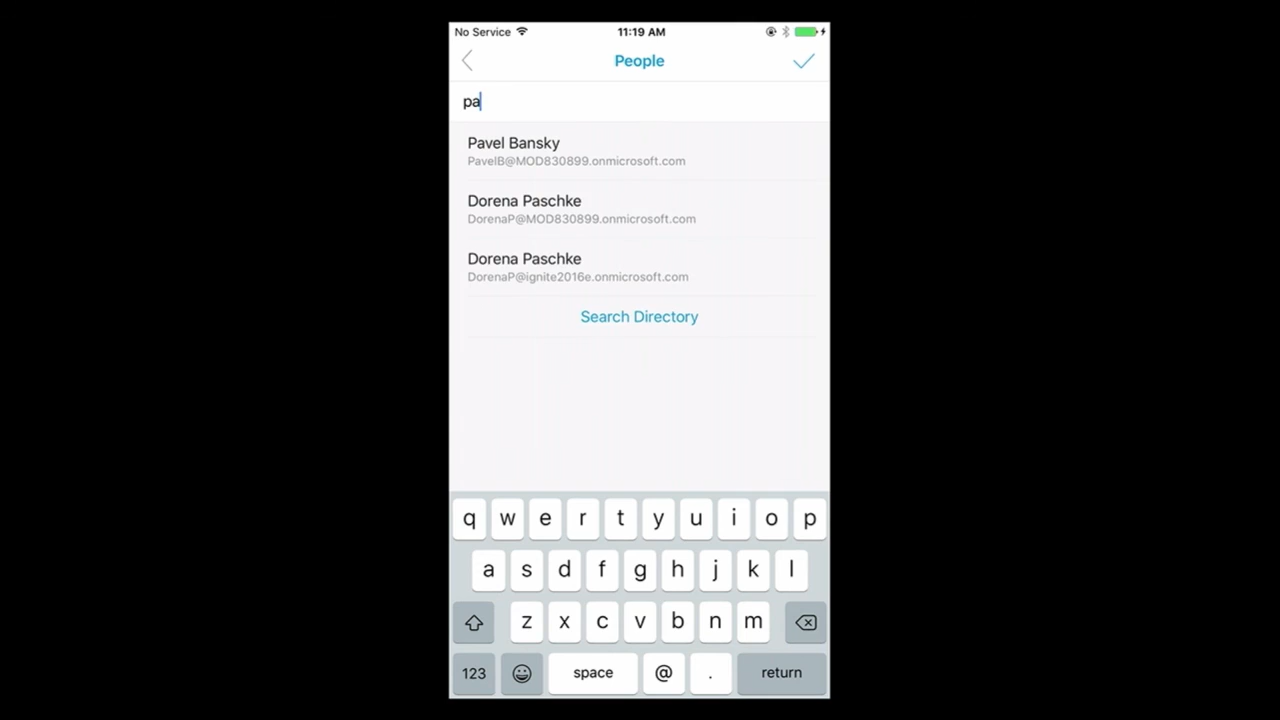 No Service 11:19 AM
People
pa
Pavel Bansky
PavelB@MOD830899.onmicrosoft.com
Dorena Paschke
DorenaP@MOD830899.onmicrosoft.com
Dorena Paschke
DorenaP@ignite2016e.onmicrosoft.com
Search Directory
q w e r t y u i o p
a s d f g h j k l
z x c v b n m
123 space @ . return